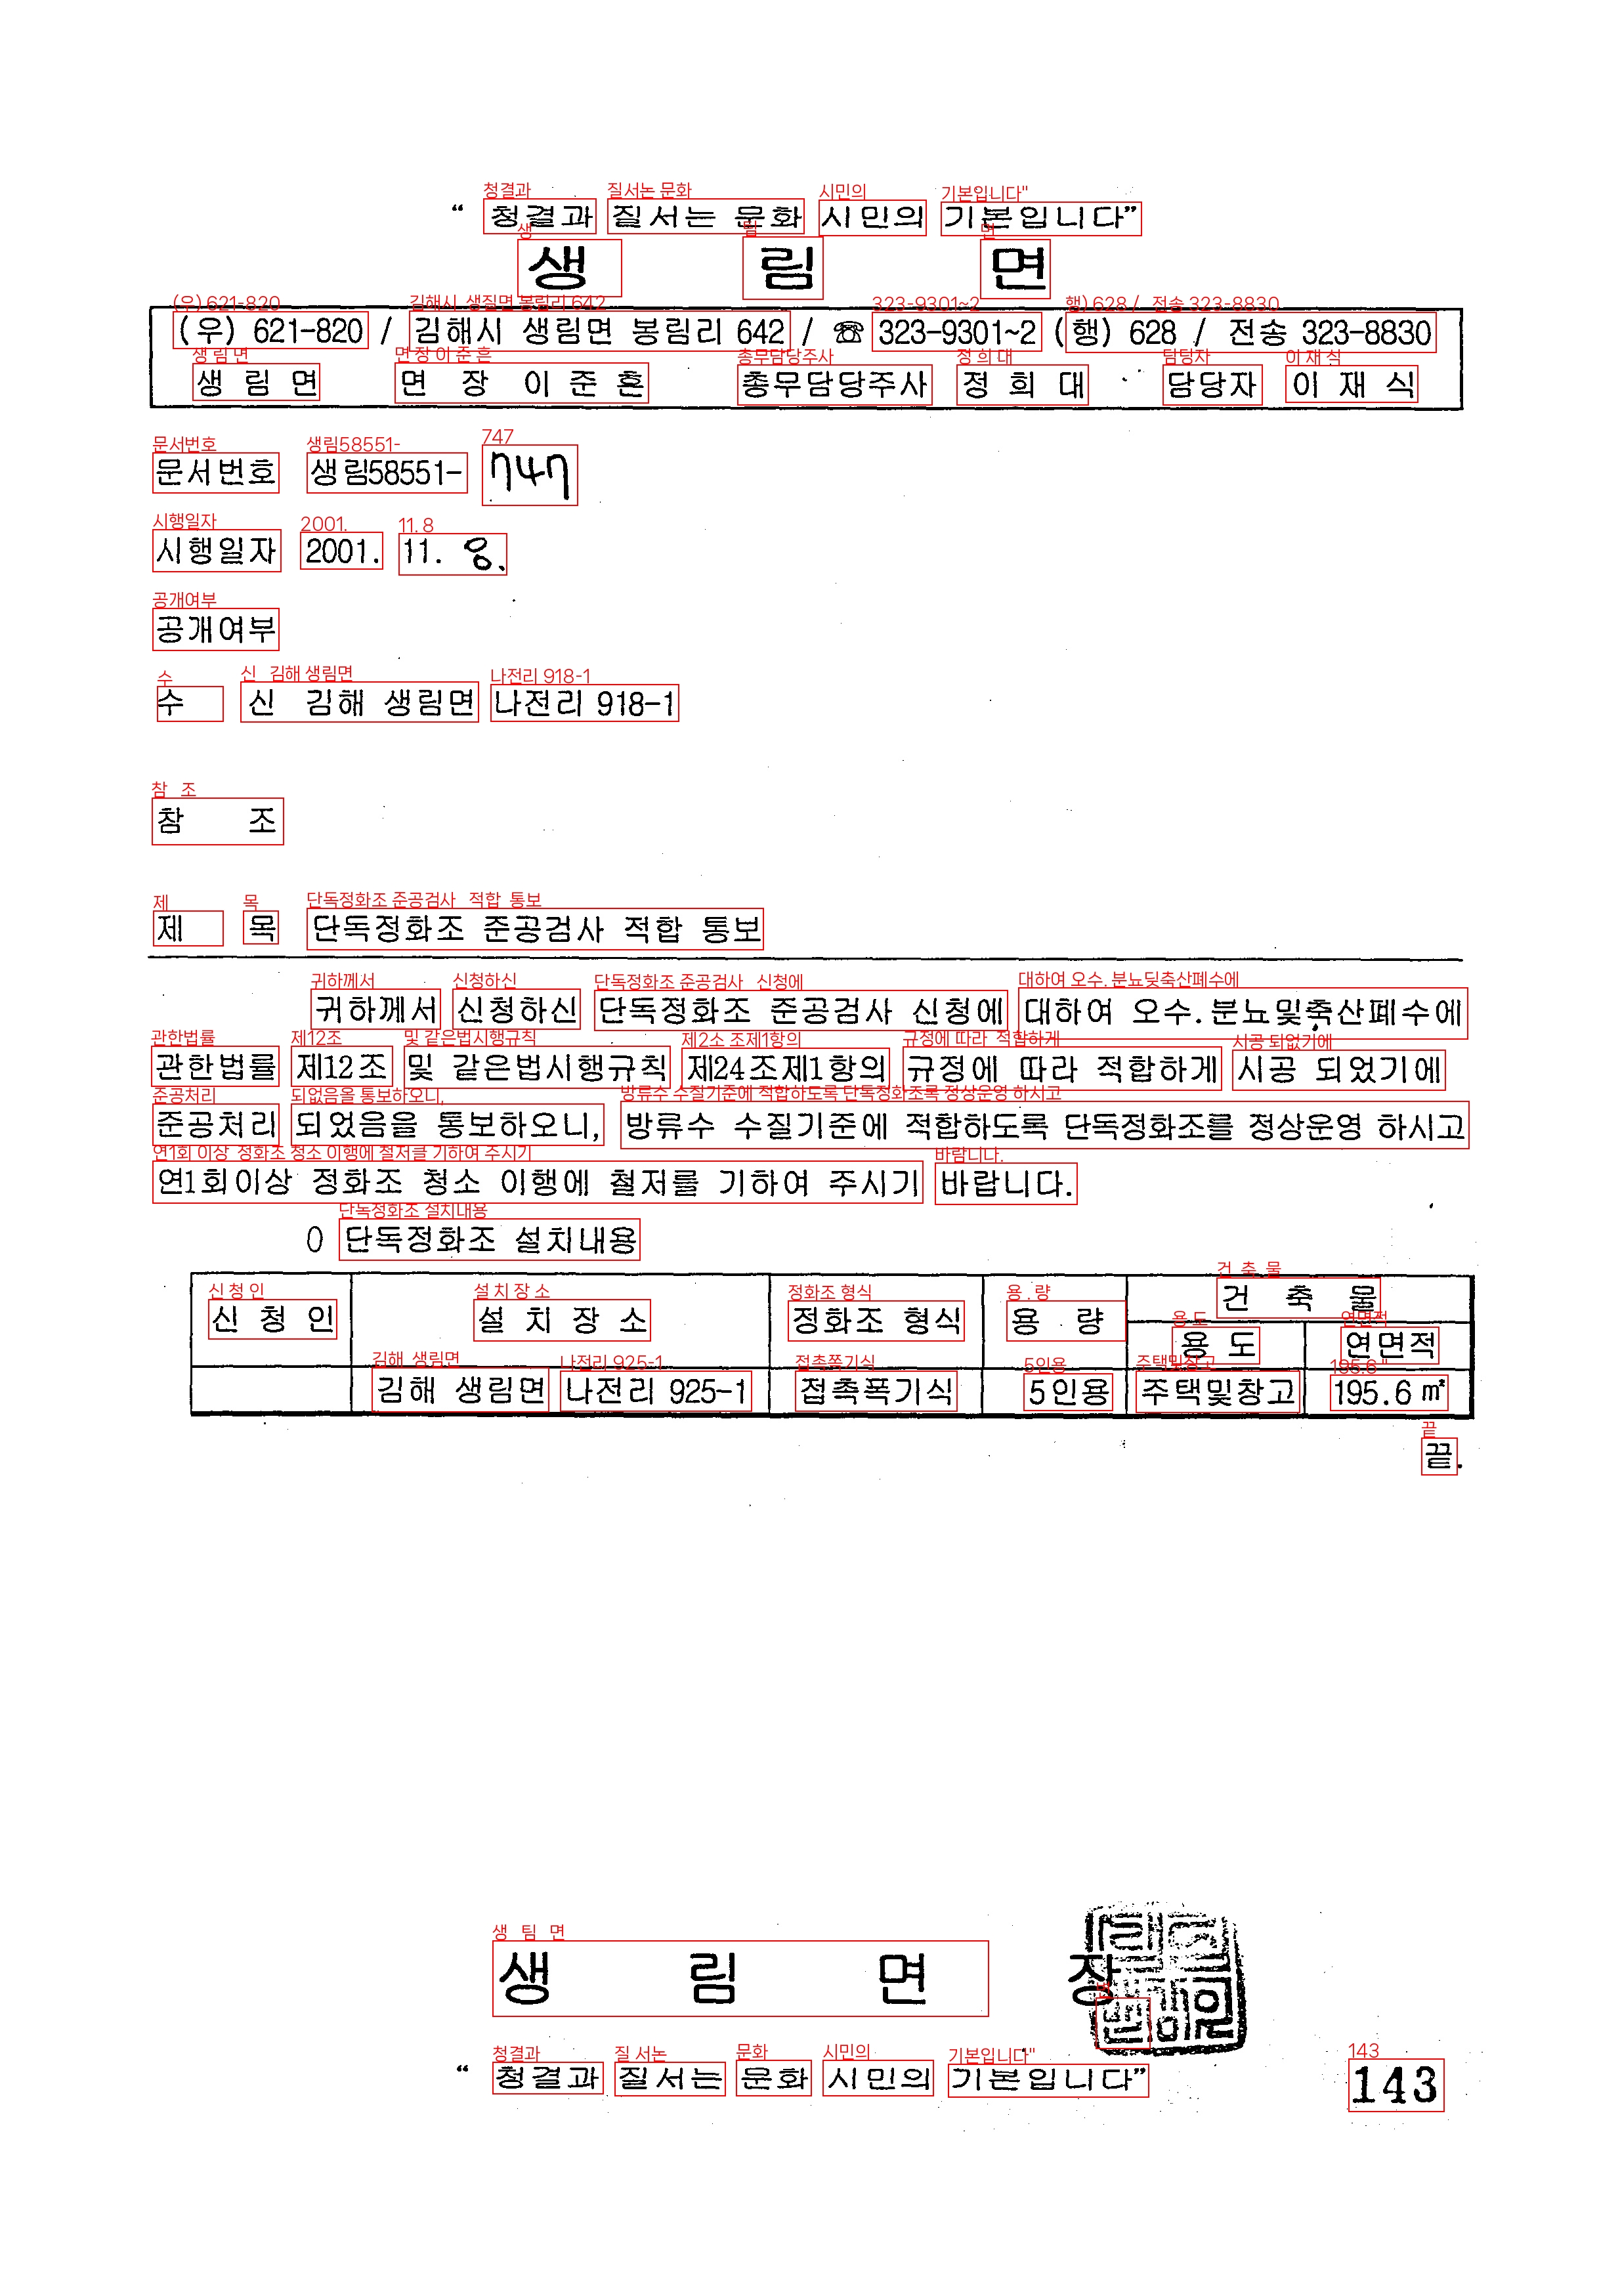 “ 청결과 질서는 문화 시민의 기본입니다”
생 림 면
(우) 621-820 / 김해시 생림면 봉림리 642 / ☏ 323-9301~2 (행) 628 / 전송 323-8830
생 림 면 면 장 이 준 흔 총무담당주사 정 희 대 담당자 이 재 식
문서번호 생림58551- 747
시행일자 2001. 11. 8.
공개여부
수 신 김해 생림면 나전리 918-1
참 조
제 목 단독정화조 준공검사 적합 통보
귀하께서 신청하신 단독정화조 준공검사 신청에 대하여 오수.분뇨및축산폐수에
관한법률 제12조 및 같은법시행규칙 제24조제1항의 규정에 따라 적합하게 시공 되었기에
준공처리 되었음을 통보하오니, 방류수 수질기준에 적합하도록 단독정화조를 정상운영 하시고
연1회이상 정화조 청소 이행에 철저를 기하여 주시기 바랍니다.
0 단독정화조 설치내용
신 청 인 설 치 장 소 정화조 형식 용 량 건 축 물
용 도 연면적
김해 생림면 나전리 925-1 접촉폭기식 5인용 주택및창고 195.6㎡
끝.
생 림 면 장
“ 청결과 질서는 문화 시민의 기본입니다”
143